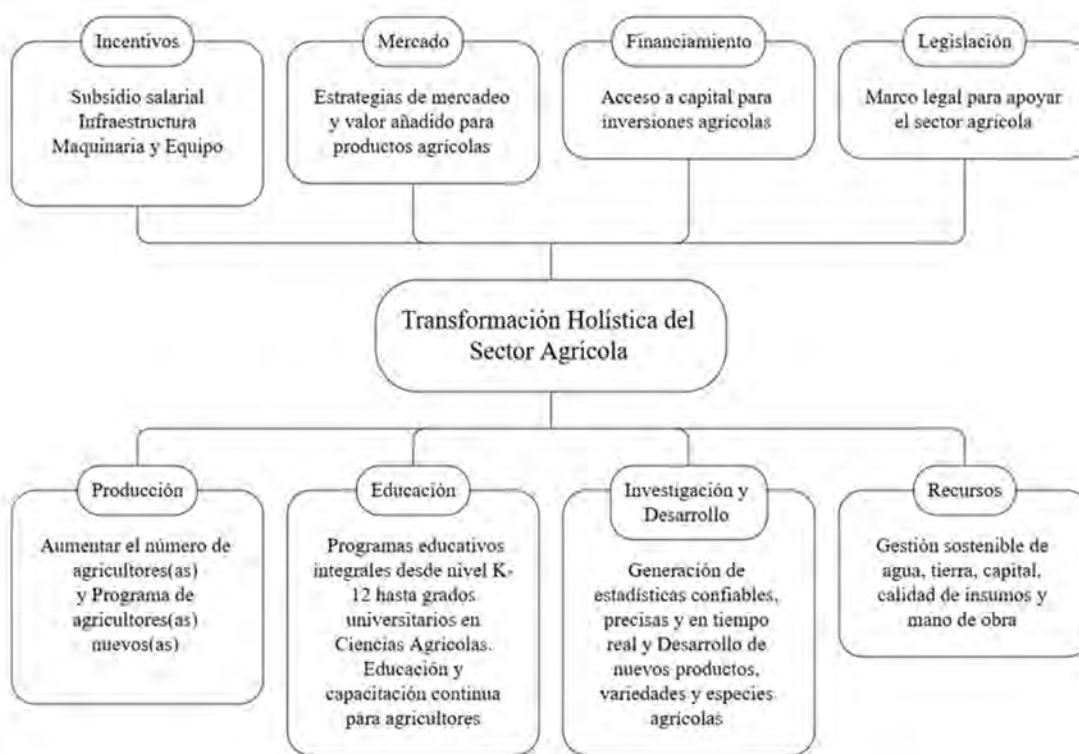 Incentivos
Subsidio salarial
Infraestructura
Maquinaria y Equipo
Mercado
Estrategias de mercadeo
y valor añadido para
productos agrícolas
Financiamiento
Acceso a capital para
inversiones agrícolas
Legislación
Marco legal para apoyar
el sector agrícola
Transformación Holística del
Sector Agrícola
Producción
Aumentar el número de
agricultores(as)
y Programa de
agricultores(as)
nuevos(as)
Educación
Programas educativos
integrales desde nivel K-
12 hasta grados
universitarios en
Ciencias Agrícolas.
Educación y
capacitación continua
para agricultores
Investigación y
Desarrollo
Generación de
estadísticas confiables,
precisas y en tiempo
real y Desarrollo de
nuevos productos,
variedades y especies
agrícolas
Recursos
Gestión sostenible de
agua, tierra, capital,
calidad de insumos y
mano de obra